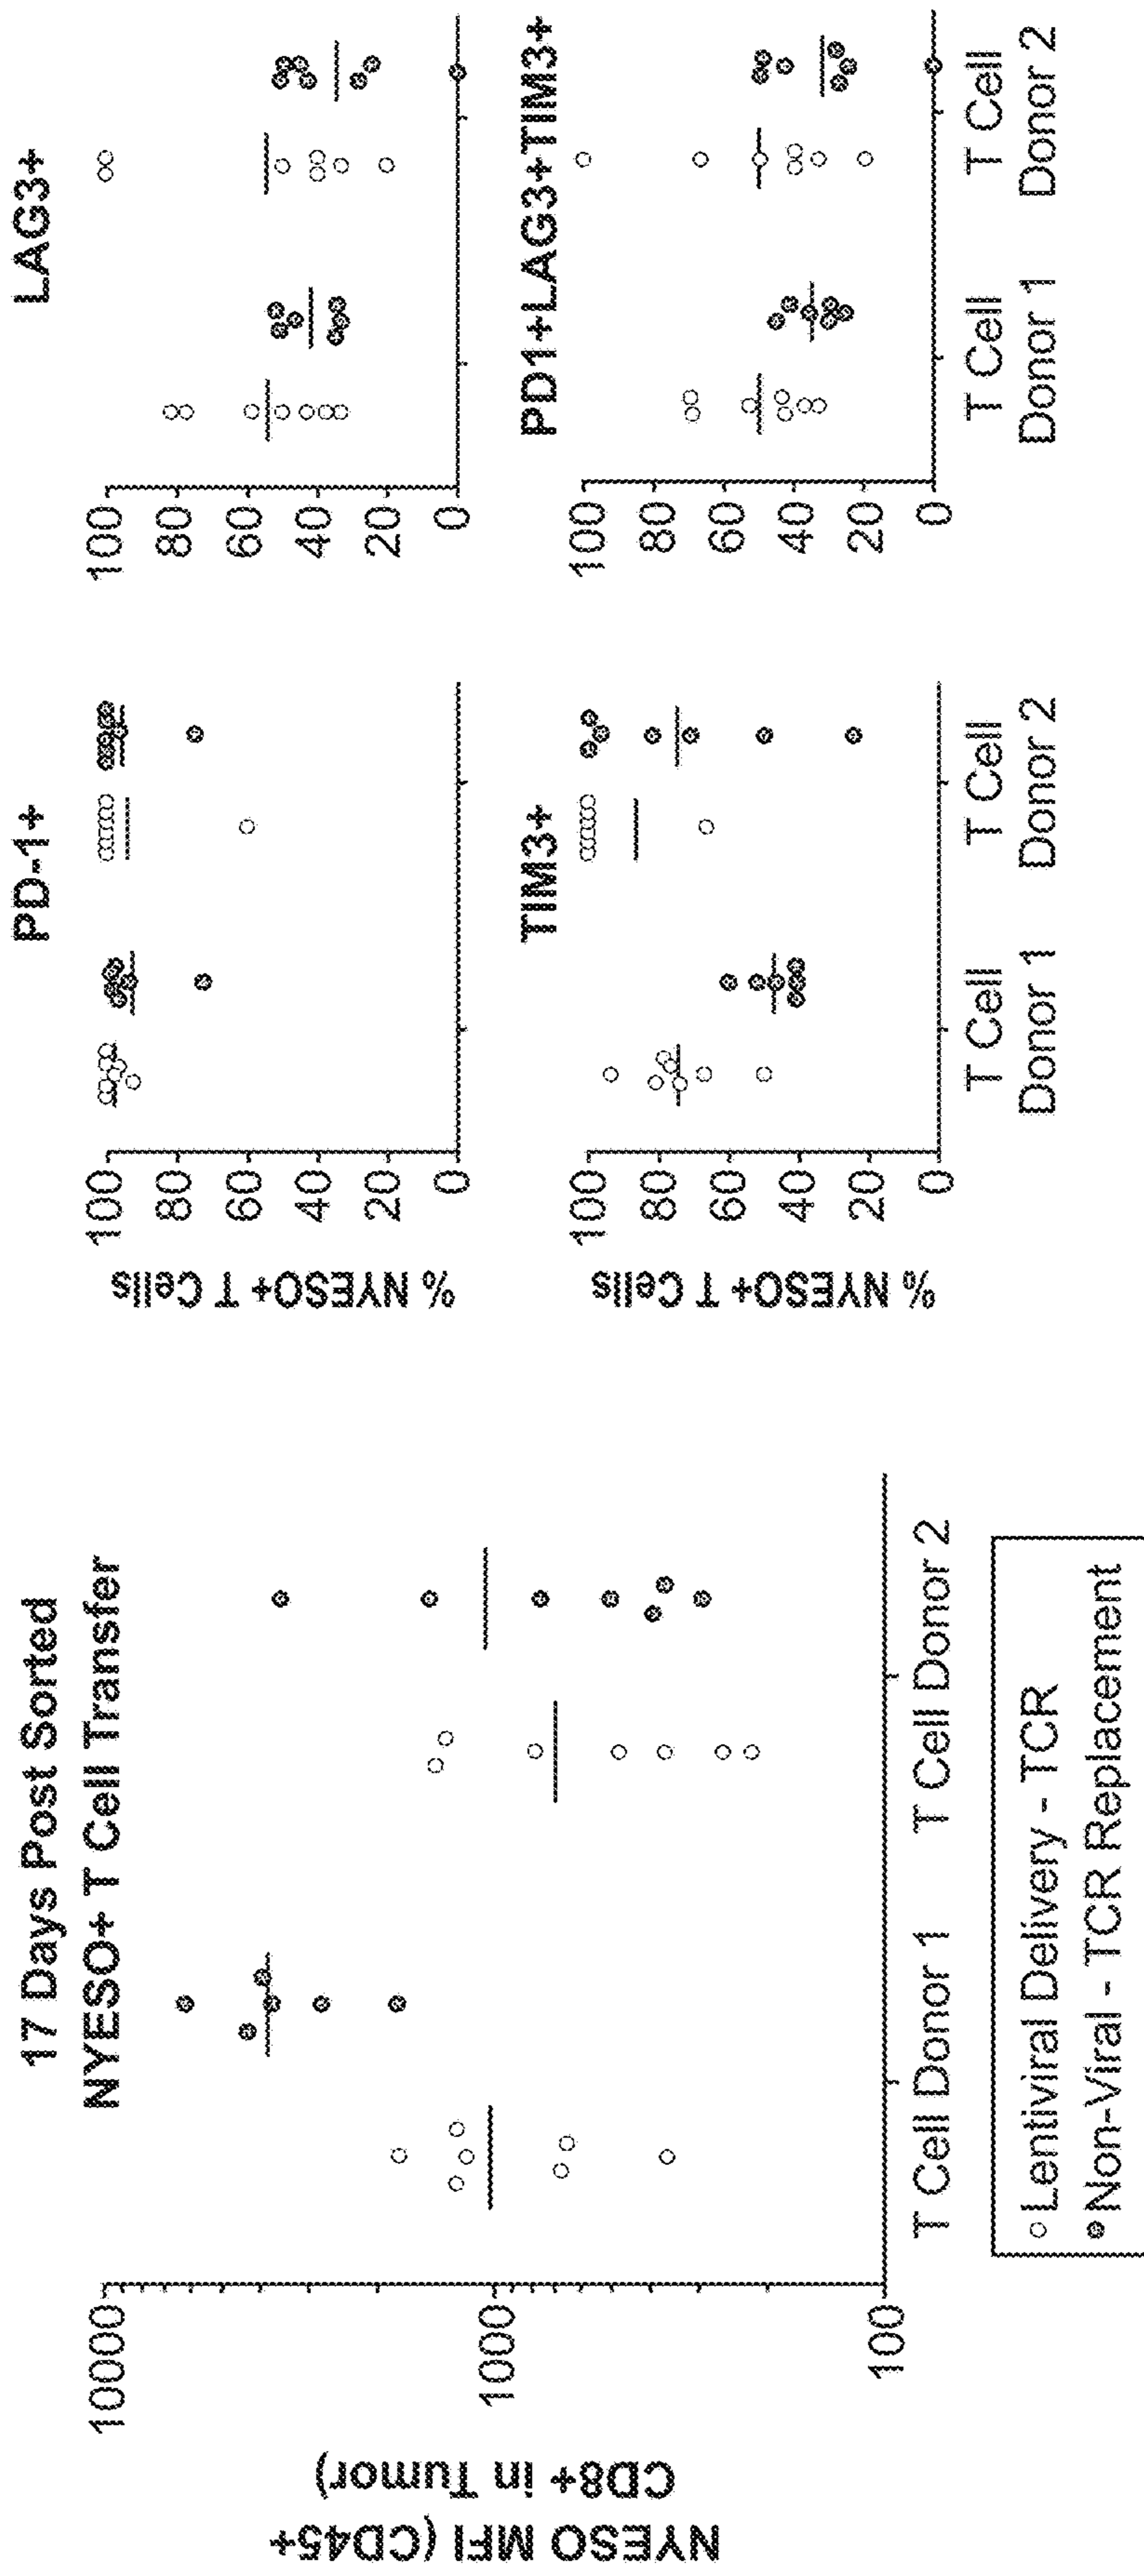 17 Days Post Sorted
NYESO+ T Cell Transfer
NYESO MFI (CD45+
CD8+ in Tumor)
10000
1000
100
T Cell Donor 1
T Cell Donor 2
Lentiviral Delivery - TCR
Non-Viral - TCR Replacement
PD-1+
% NYESO+ T Cells
100
80
60
40
20
0
LAG3+
100
80
60
40
20
0
TIM3+
% NYESO+ T Cells
100
80
60
40
20
0
T Cell
Donor 1
T Cell
Donor 2
PD1+LAG3+TIM3+
100
80
60
40
20
0
T Cell
Donor 1
T Cell
Donor 2